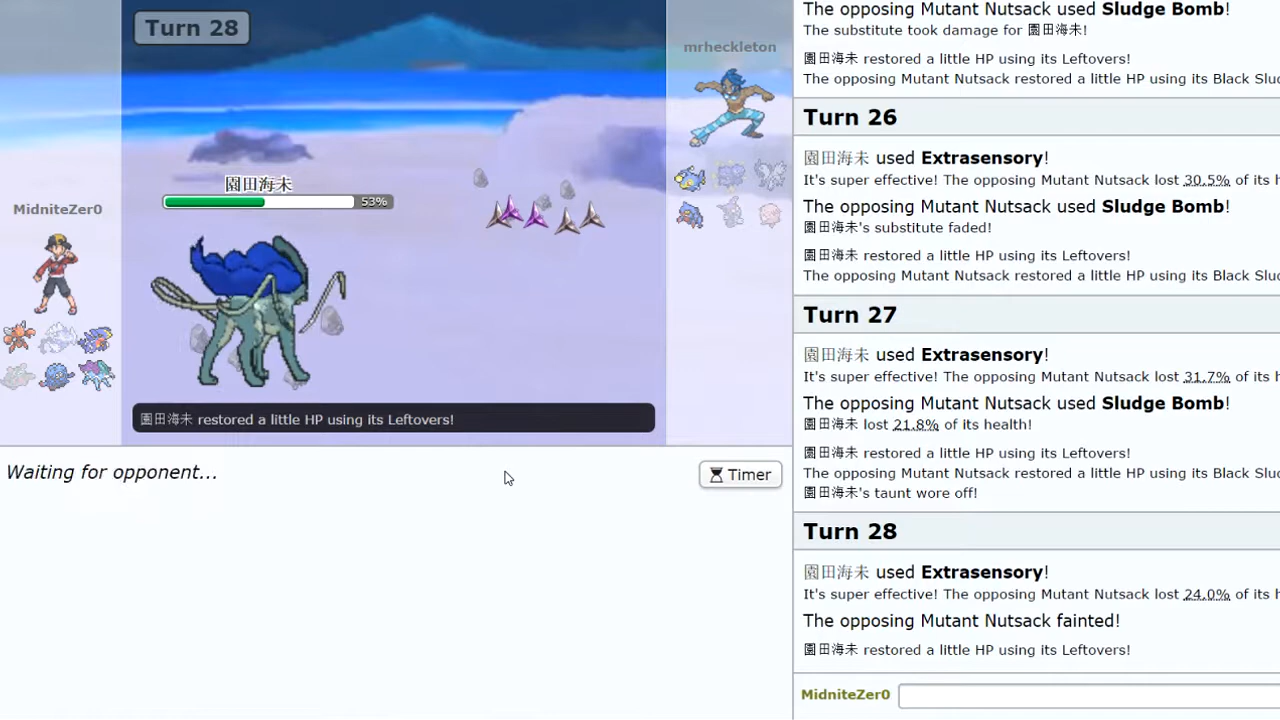 Turn 28
MidniteZer0
mrheckleton
園田海未
53%
園田海未 restored a little HP using its Leftovers!
Waiting for opponent...
Timer
The opposing Mutant Nutsack used Sludge Bomb!
The substitute took damage for 園田海未!
園田海未 restored a little HP using its Leftovers!
The opposing Mutant Nutsack restored a little HP using its Black Slu
Turn 26
園田海未 used Extrasensory!
It's super effective! The opposing Mutant Nutsack lost 30.5% of its h
The opposing Mutant Nutsack used Sludge Bomb!
園田海未's substitute faded!
園田海未 restored a little HP using its Leftovers!
The opposing Mutant Nutsack restored a little HP using its Black Slu
Turn 27
園田海未 used Extrasensory!
It's super effective! The opposing Mutant Nutsack lost 31.7% of its h
The opposing Mutant Nutsack used Sludge Bomb!
園田海未 lost 21.8% of its health!
園田海未 restored a little HP using its Leftovers!
The opposing Mutant Nutsack restored a little HP using its Black Slu
園田海未's taunt wore off!
Turn 28
園田海未 used Extrasensory!
It's super effective! The opposing Mutant Nutsack lost 24.0% of its h
The opposing Mutant Nutsack fainted!
園田海未 restored a little HP using its Leftovers!
MidniteZer0